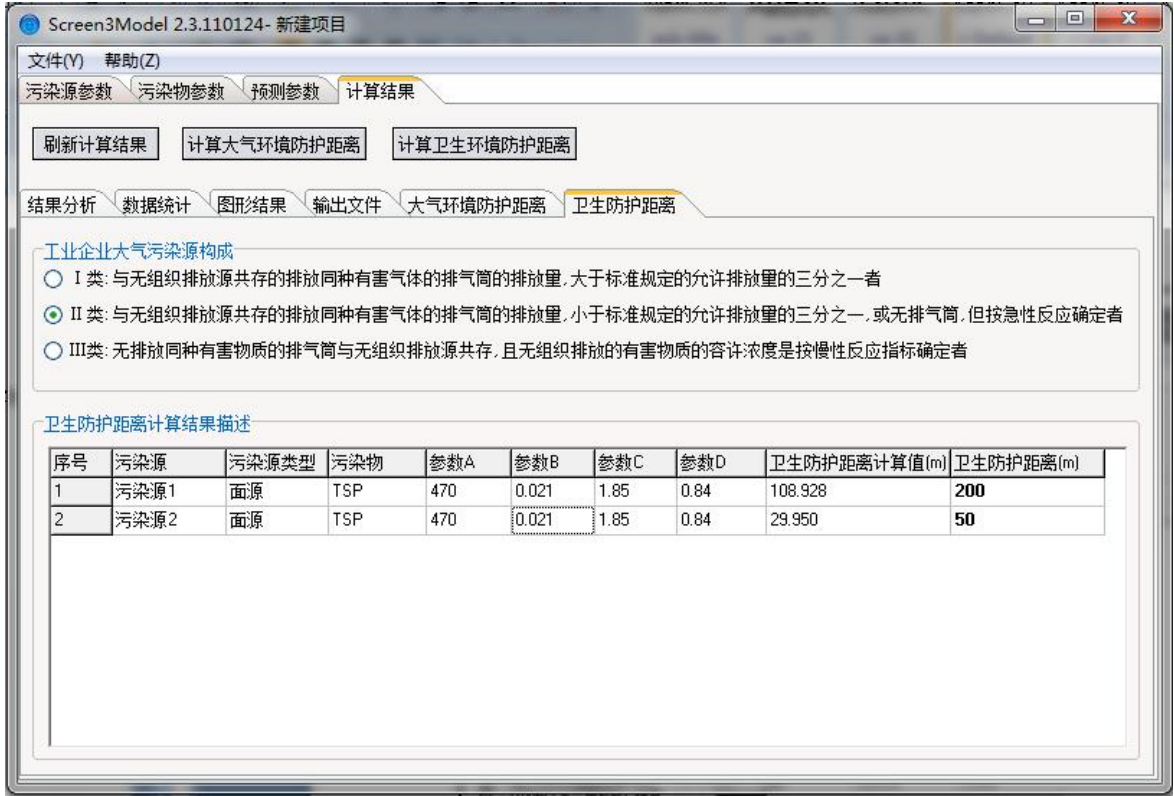 Screen3Model 2.3.110124- 新建项目
文件(Y) 帮助(Z)
污染源参数 污染物参数 预测参数 计算结果
刷新计算结果 计算大气环境防护距离 计算卫生环境防护距离
结果分析 数据统计 图形结果 输出文件 大气环境防护距离 卫生防护距离
工业企业大气污染源构成
I 类: 与无组织排放源共存的排放同种有害气体的排气筒的排放量,大于标准规定的允许排放量的三分之一者
II 类: 与无组织排放源共存的排放同种有害气体的排气筒的排放量,小于标准规定的允许排放量的三分之一,或无排气筒,但按急性反应确定者
III类: 无排放同种有害物质的排气筒与无组织排放源共存,且无组织排放的有害物质的容许浓度是按慢性反应指标确定者
卫生防护距离计算结果描述
序号 污染源 污染源类型 污染物 参数A 参数B 参数C 参数D 卫生防护距离计算值(m) 卫生防护距离(m)
1 污染源1 面源 TSP 470 0.021 1.85 0.84 108.928 200
2 污染源2 面源 TSP 470 0.021 1.85 0.84 29.950 50